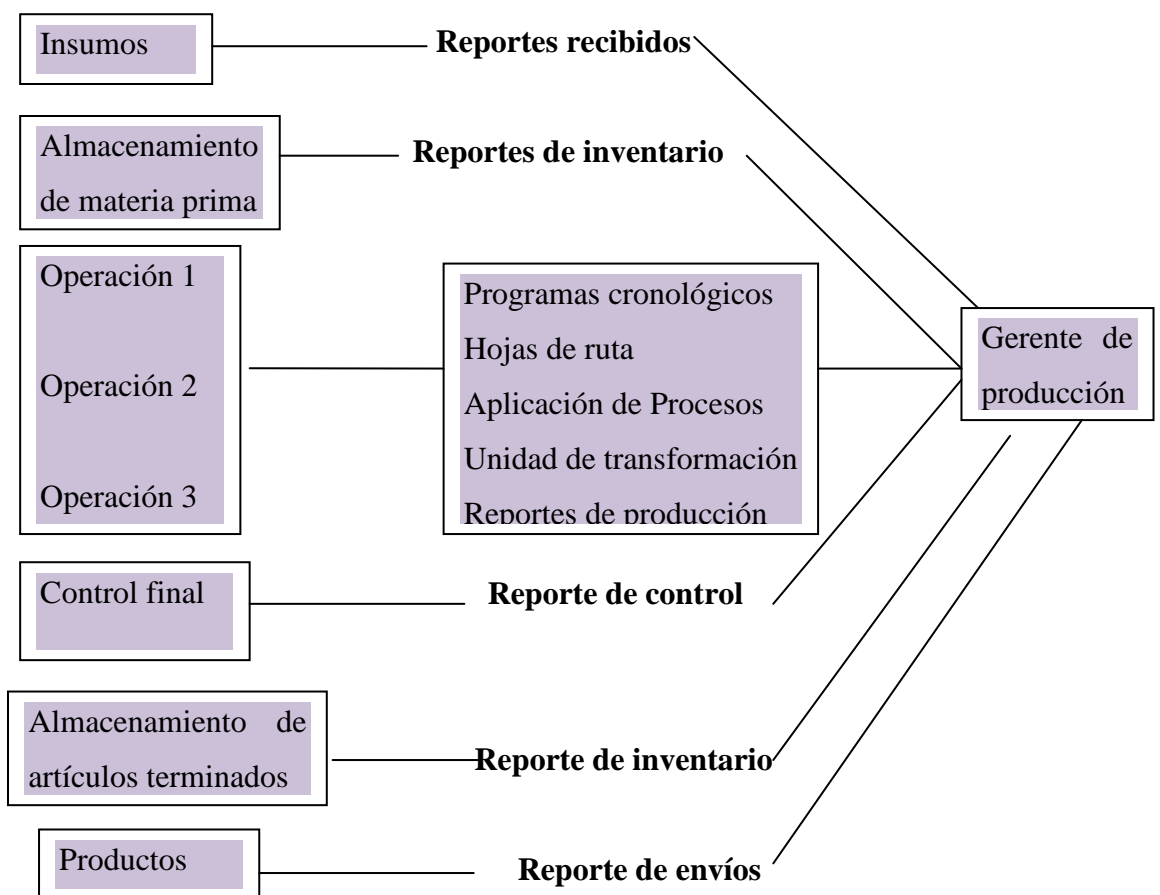 Insumos
Reportes recibidos
Almacenamiento
de materia prima
Reportes de inventario
Operación 1
Operación 2
Operación 3
Programas cronológicos
Hojas de ruta
Aplicación de Procesos
Unidad de transformación
Reportes de producción
Gerente de
producción
Control final
Reporte de control
Almacenamiento de
artículos terminados
Reporte de inventario
Productos
Reporte de envíos